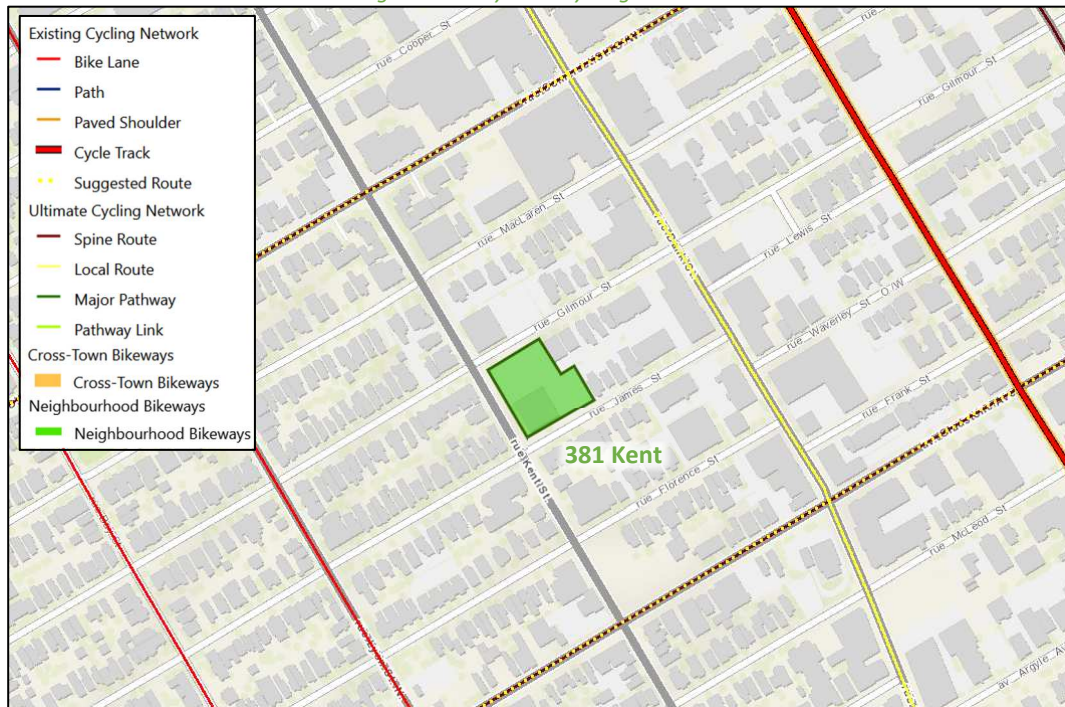 Existing Cycling Network
Bike Lane
Path
Paved Shoulder
Cycle Track
Suggested Route
Ultimate Cycling Network
Spine Route
Local Route
Major Pathway
Pathway Link
Cross-Town Bikeways
Cross-Town Bikeways
Neighbourhood Bikeways
Neighbourhood Bikeways
rue Cooper St
rue Gilmour St
rue MacLaren St
rue Lewis St
rue Gilmour St
rue Waverley St O/W
rue James St
rue Frank St
381 Kent
rue Kent St
rue Florence St
rue McLeod St
av Argyle Av